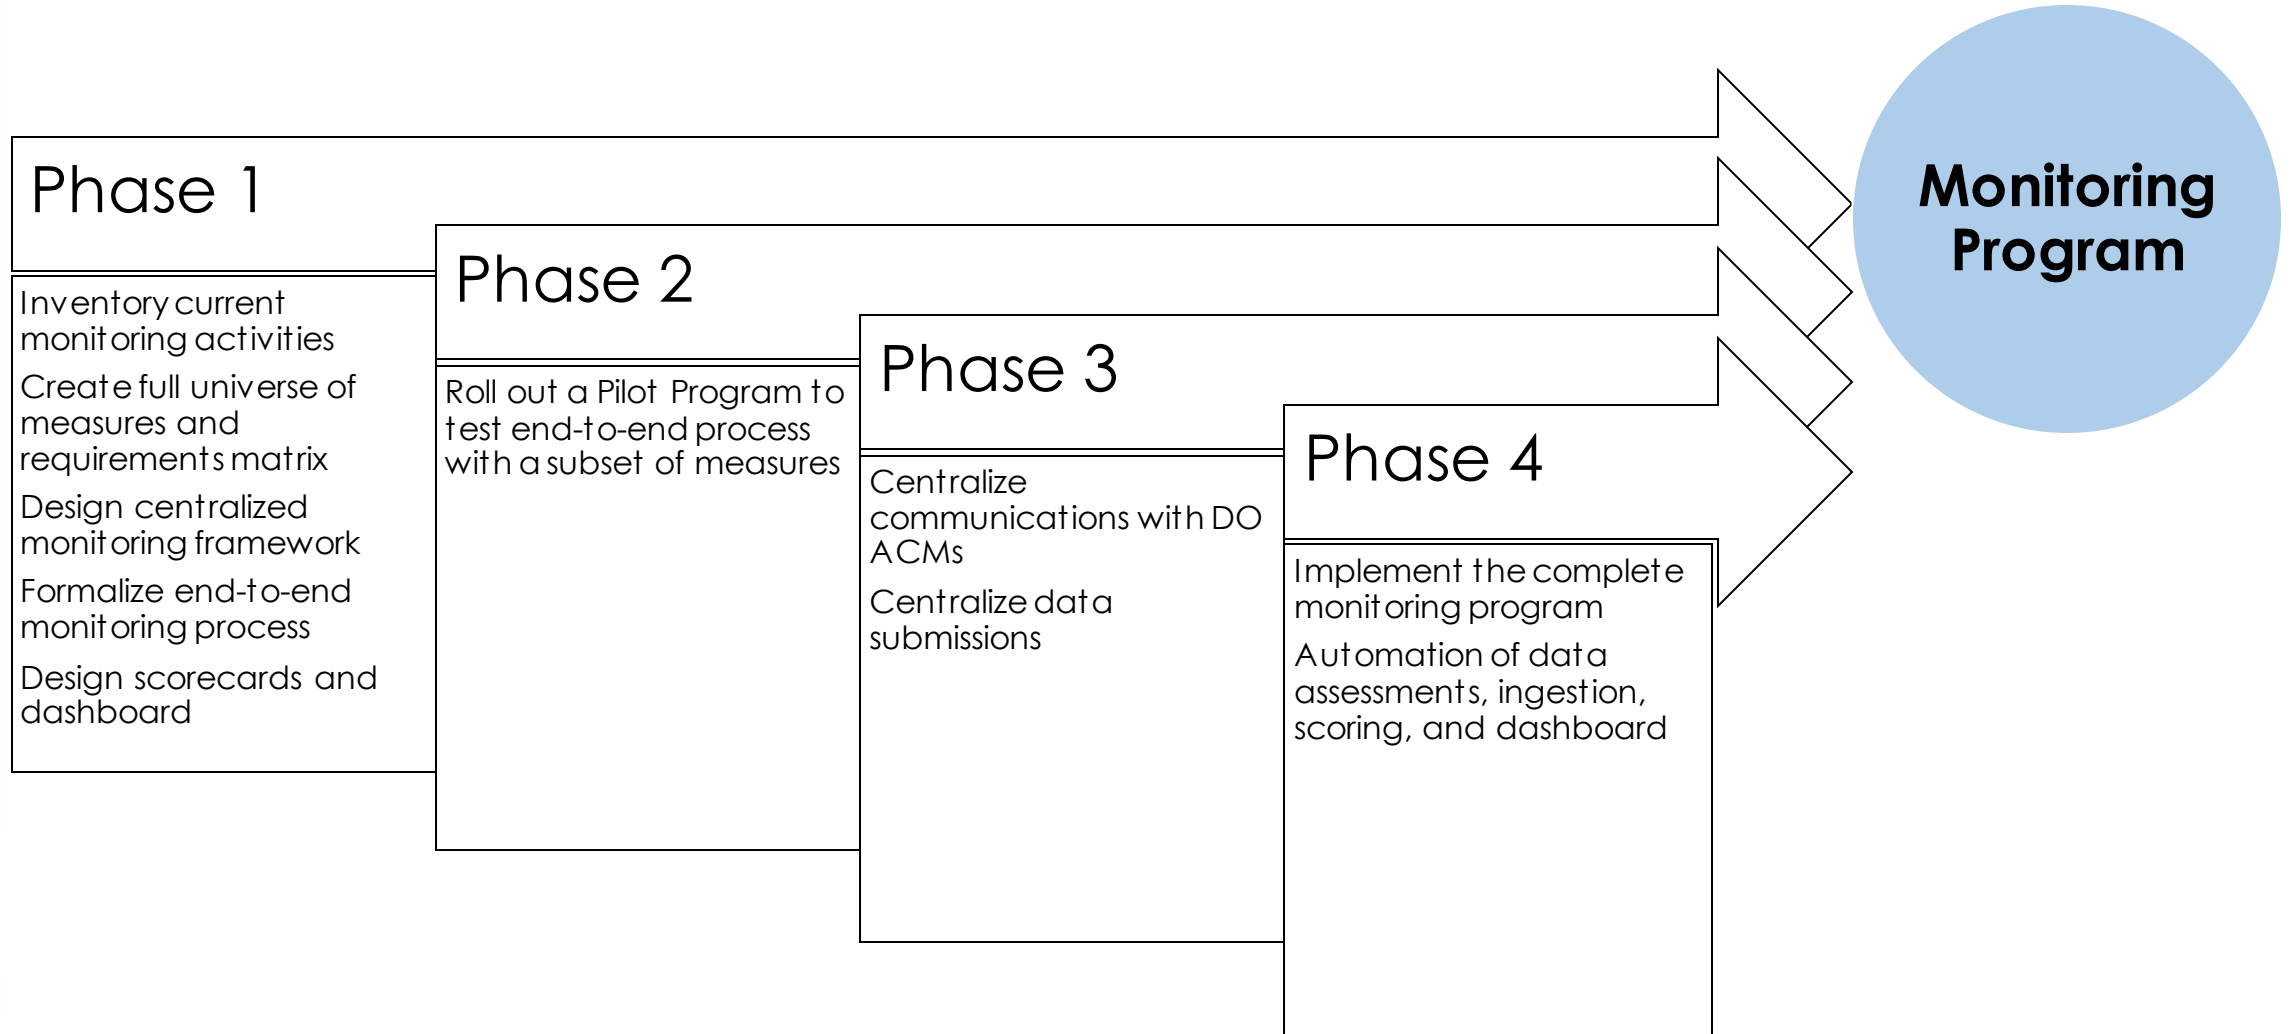 Phase 1
Inventory current
monitoring activities
Create full universe of
measures and
requirements matrix
Design centralized
monitoring framework
Formalize end-to-end
monitoring process
Design scorecards and
dashboard
Phase 2
Roll out a Pilot Program to
test end-to-end process
with a subset of measures
Phase 3
Centralize
communications with DO
ACMs
Centralize data
submissions
Phase 4
Implement the complete
monitoring program
Automation of data
assessments, ingestion,
scoring, and dashboard
Monitoring
Program